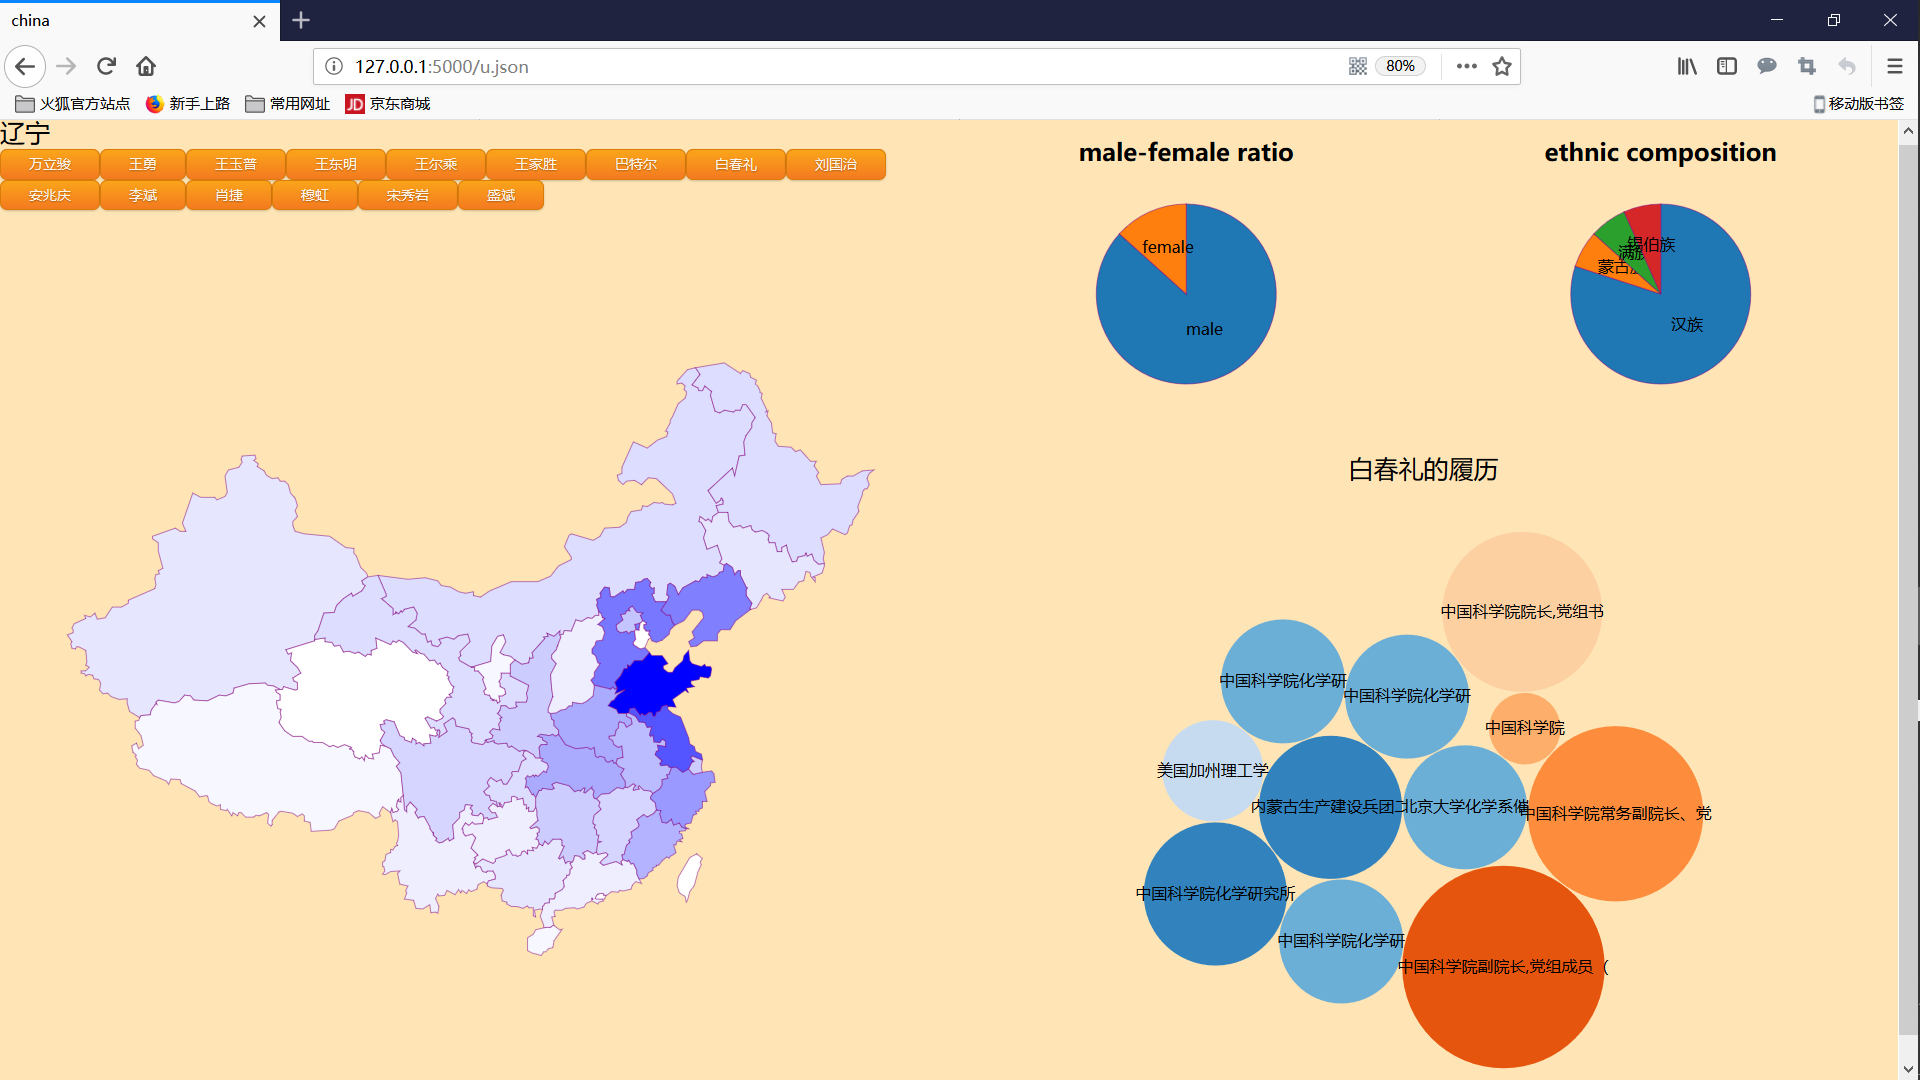 china
127.0.0.1:5000/u.json
80%
火狐官方站点 新手上路 常用网址 JD 京东商城 移动版书签
辽宁
万立骏 王勇 王玉普 王东明 王尔乘 王家胜 巴特尔 白春礼 刘国治
安兆庆 李斌 肖捷 穆虹 宋秀岩 盛斌
male-female ratio
female
male
ethnic composition
锡伯族
满族
蒙古
汉族
白春礼的履历
中国科学院院长,党组书
中国科学院化学研
中国科学院化学研
中国科学院
美国加州理工学
内蒙古生产建设兵团
北京大学化学系催
中国科学院常务副院长、党
中国科学院化学研究所
中国科学院化学研
中国科学院副院长,党组成员（